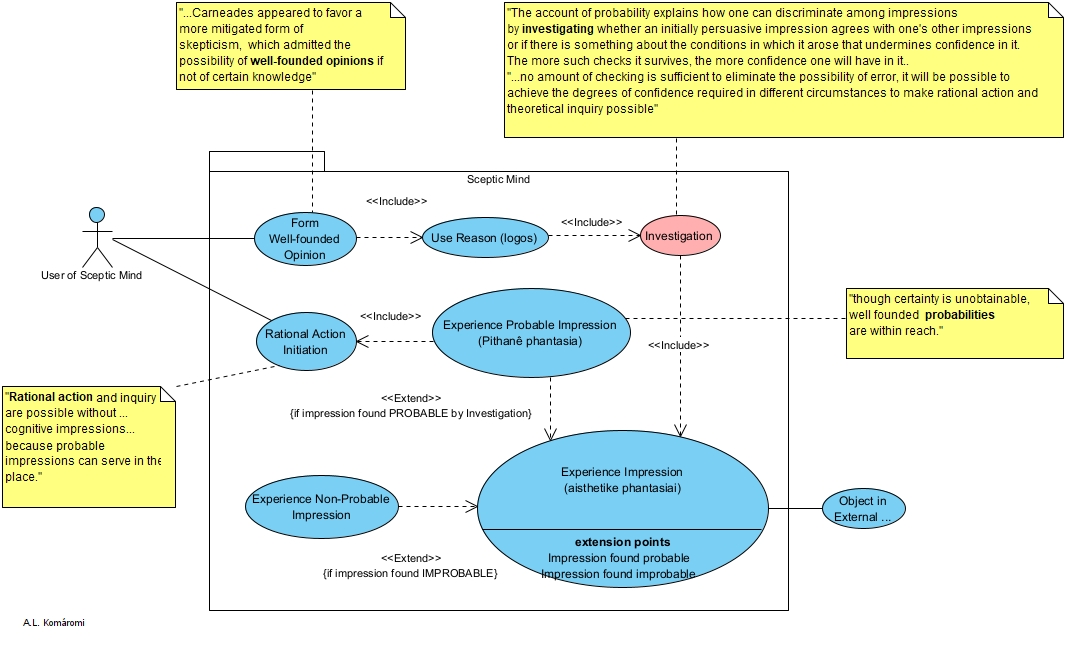 "...Carneades appeared to favor a
more mitigated form of
skepticism, which admitted the
possibility of well-founded opinions if
not of certain knowledge"
"The account of probability explains how one can discriminate among impressions
by investigating whether an initially persuasive impression agrees with one's other impressions
or if there is something about the conditions in which it arose that undermines confidence in it.
The more such checks it survives, the more confidence one will have in it..
"...no amount of checking is sufficient to eliminate the possibility of error, it will be possible to
achieve the degrees of confidence required in different circumstances to make rational action and
theoretical inquiry possible"
Sceptic Mind
<<Include>>
Form
Well-founded
Opinion
Use Reason (logos)
<<Include>>
Investigation
User of Sceptic Mind
Rational Action
Initiation
<<Include>>
Experience Probable Impression
(Pithanê phantasia)
<<Include>>
"though certainty is unobtainable,
well founded probabilities
are within reach."
"Rational action and inquiry
are possible without ...
cognitive impressions...
because probable
impressions can serve in the
place."
<<Extend>>
{if impression found PROBABLE by Investigation}
Experience Impression
(aisthetike phantasiai)
extension points
Impression found probable
Impression found improbable
Experience Non-Probable
Impression
<<Extend>>
{if impression found IMPROBABLE}
Object in
External ...
A.L. Komáromi